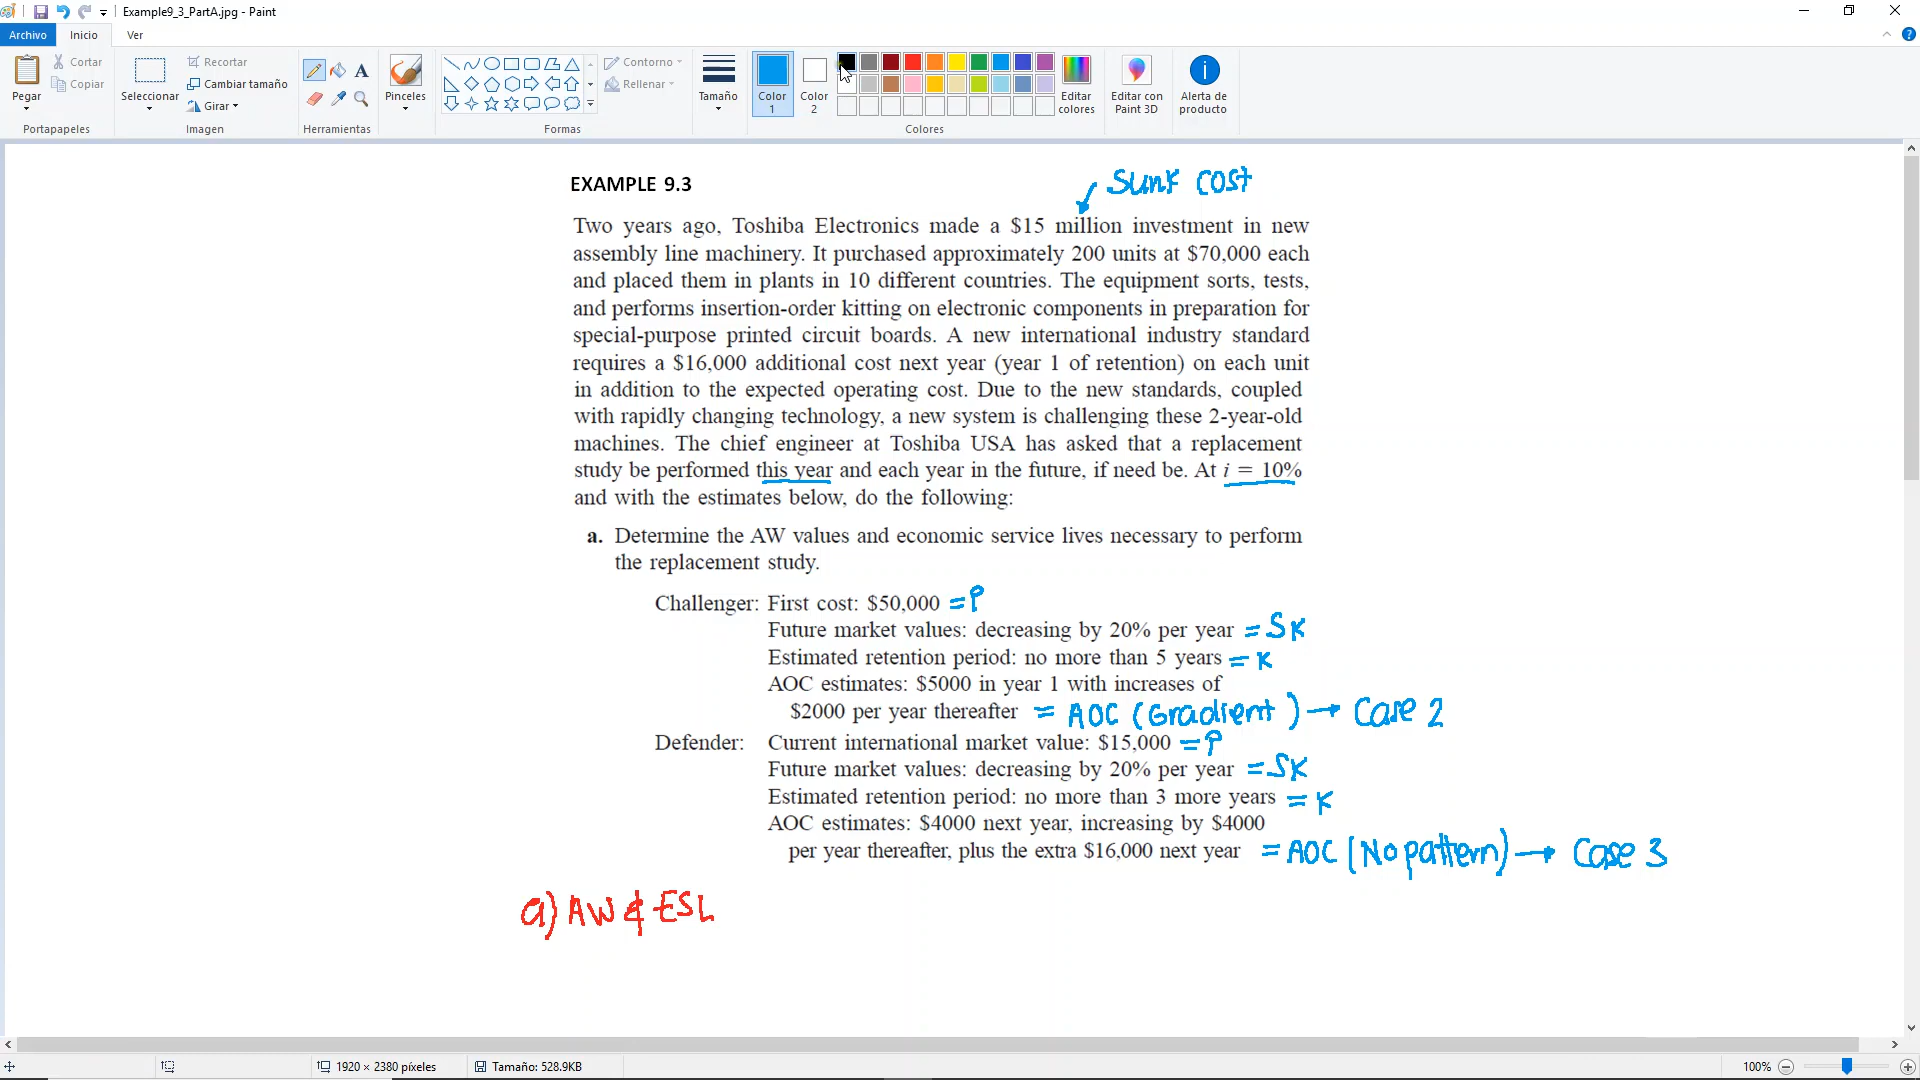 Example9_3_PartA.jpg - Paint
Archivo Inicio Ver
Pegar
Cortar
Copiar
Portapapeles
Seleccionar
Recortar
Cambiar tamaño
Girar
Imagen
Herramientas
Pinceles
Formas
Contorno
Rellenar
Tamaño
Color 1
Color 2
Colores
Editar colores
Editar con Paint 3D
Alerta de producto
EXAMPLE 9.3
Sunk cost
Two years ago, Toshiba Electronics made a $15 million investment in new
assembly line machinery. It purchased approximately 200 units at $70,000 each
and placed them in plants in 10 different countries. The equipment sorts, tests,
and performs insertion-order kitting on electronic components in preparation for
special-purpose printed circuit boards. A new international industry standard
requires a $16,000 additional cost next year (year 1 of retention) on each unit
in addition to the expected operating cost. Due to the new standards, coupled
with rapidly changing technology, a new system is challenging these 2-year-old
machines. The chief engineer at Toshiba USA has asked that a replacement
study be performed this year and each year in the future, if need be. At i = 10%
and with the estimates below, do the following:
a. Determine the AW values and economic service lives necessary to perform
the replacement study.
Challenger: First cost: $50,000 = P
Future market values: decreasing by 20% per year = SK
Estimated retention period: no more than 5 years = K
AOC estimates: $5000 in year 1 with increases of
$2000 per year thereafter = AOC (Gradient) → Case 2
Defender: Current international market value: $15,000 = P
Future market values: decreasing by 20% per year = SK
Estimated retention period: no more than 3 more years = K
AOC estimates: $4000 next year, increasing by $4000
per year thereafter, plus the extra $16,000 next year = AOC (No pattern) → Case 3
a) AW & ESL
1920 × 2380 píxeles
Tamaño: 528.9KB
100%